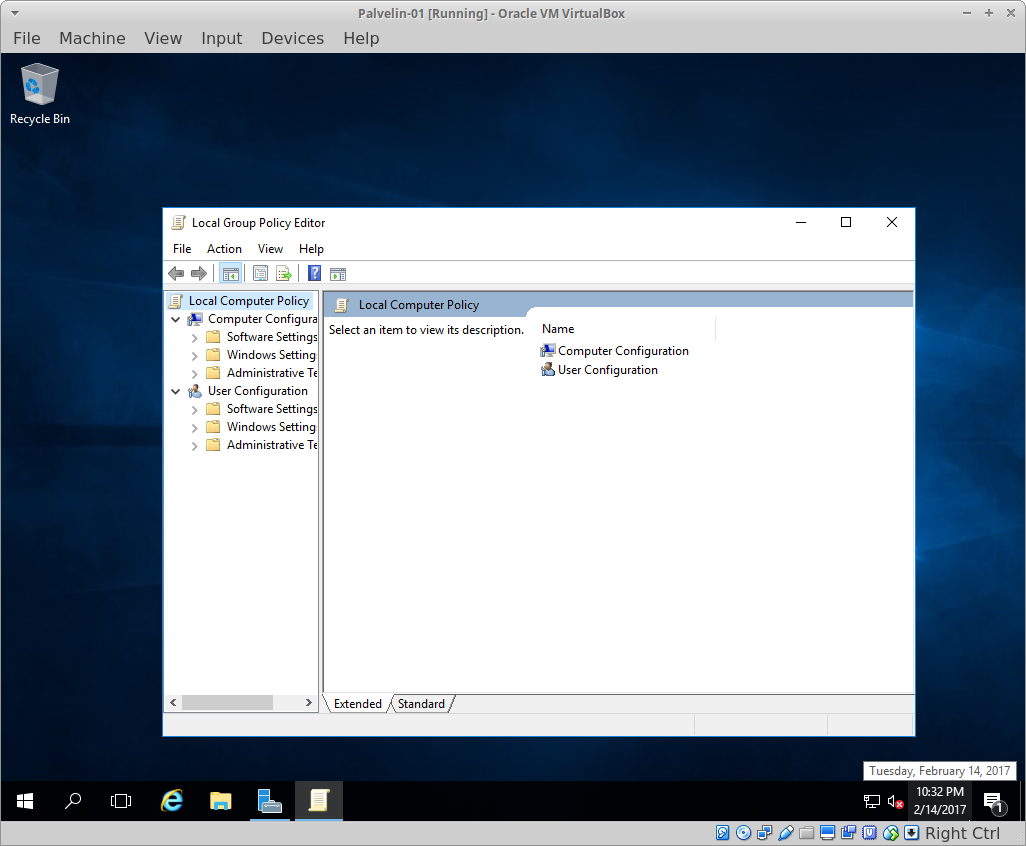 Palvelin-01 [Running] - Oracle VM VirtualBox
File Machine View Input Devices Help
Recycle Bin
Local Group Policy Editor
File Action View Help
Local Computer Policy
Computer Configura
Software Settings
Windows Setting
Administrative Te
User Configuration
Software Settings
Windows Setting
Administrative Te
Local Computer Policy
Select an item to view its description.
Name
Computer Configuration
User Configuration
Extended Standard
Tuesday, February 14, 2017
10:32 PM
2/14/2017
1
Right Ctrl